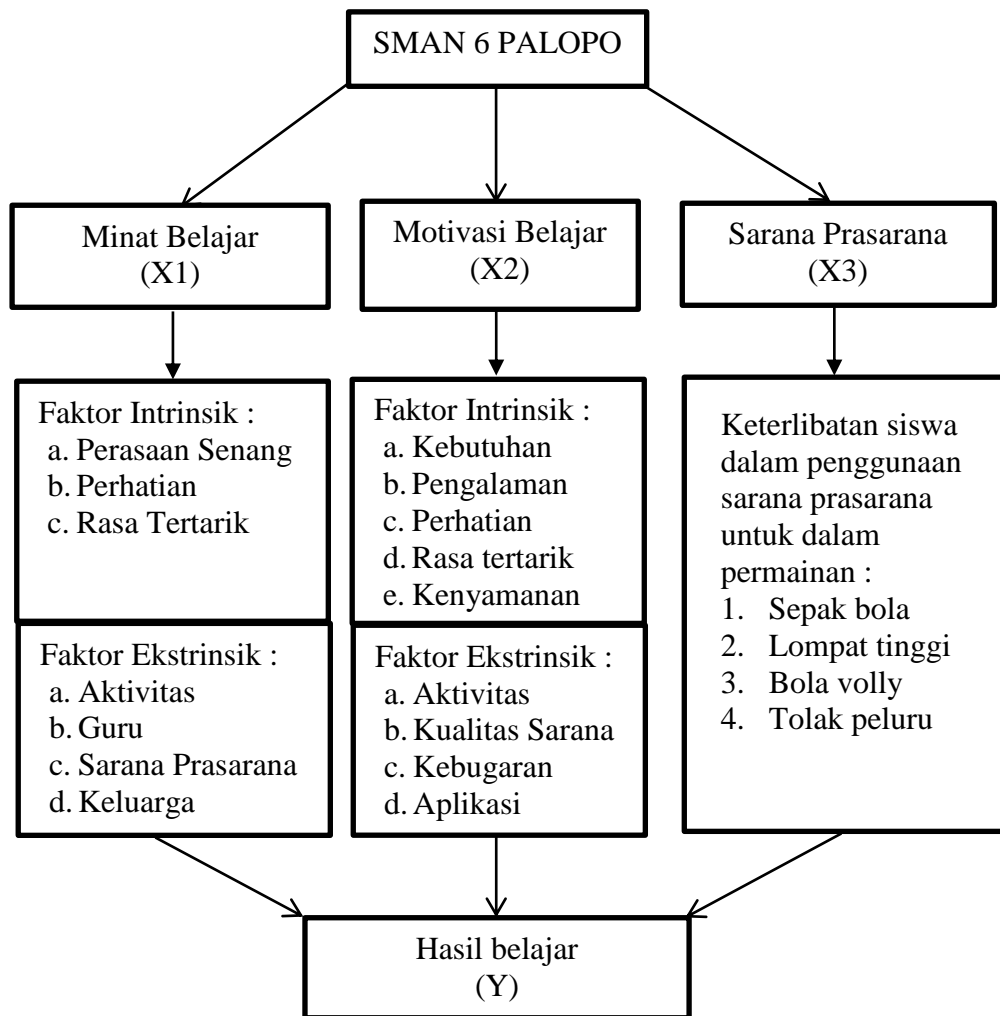 SMAN 6 PALOPO
Minat Belajar
(X1)
Motivasi Belajar
(X2)
Sarana Prasarana
(X3)
Faktor Intrinsik :
a. Perasaan Senang
b. Perhatian
c. Rasa Tertarik
Faktor Ekstrinsik :
a. Aktivitas
b. Guru
c. Sarana Prasarana
d. Keluarga
Faktor Intrinsik :
a. Kebutuhan
b. Pengalaman
c. Perhatian
d. Rasa tertarik
e. Kenyamanan
Faktor Ekstrinsik :
a. Aktivitas
b. Kualitas Sarana
c. Kebugaran
d. Aplikasi
Keterlibatan siswa
dalam penggunaan
sarana prasarana
untuk dalam
permainan :
1. Sepak bola
2. Lompat tinggi
3. Bola volly
4. Tolak peluru
Hasil belajar
(Y)